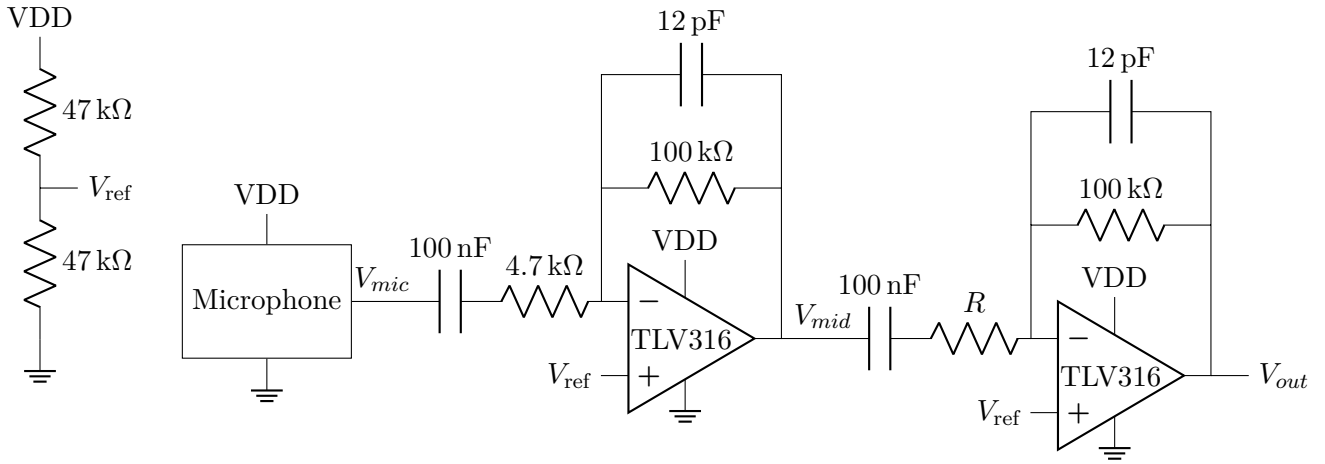 VDD
47 kΩ
V_ref
47 kΩ
VDD
Microphone
V_mic
100 nF
4.7 kΩ
12 pF
100 kΩ
VDD
−
TLV316
+
V_ref
V_mid
100 nF
R
12 pF
100 kΩ
VDD
−
TLV316
+
V_ref
V_out